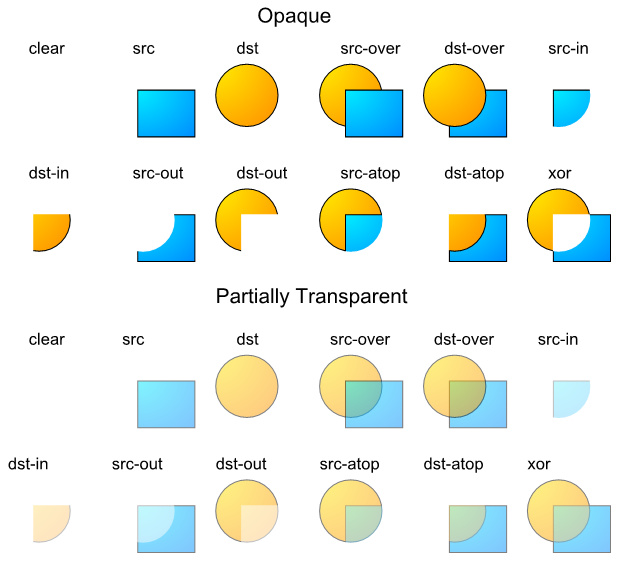 Opaque
clear src dst src-over dst-over src-in
dst-in src-out dst-out src-atop dst-atop xor
Partially Transparent
clear src dst src-over dst-over src-in
dst-in src-out dst-out src-atop dst-atop xor